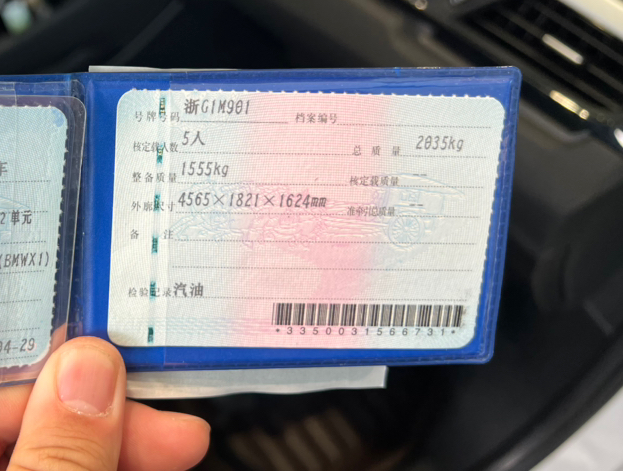 号牌号码 浙G1M901 档案编号
核定载人数 5人 总质量 2035kg
整备质量 1555kg 核定载质量 --
外廓尺寸 4565×1821×1624mm 准牵引总质量 --
备注
检验记录 汽油
*3350031566731*
车
2单元
(BMWX1)
04-29